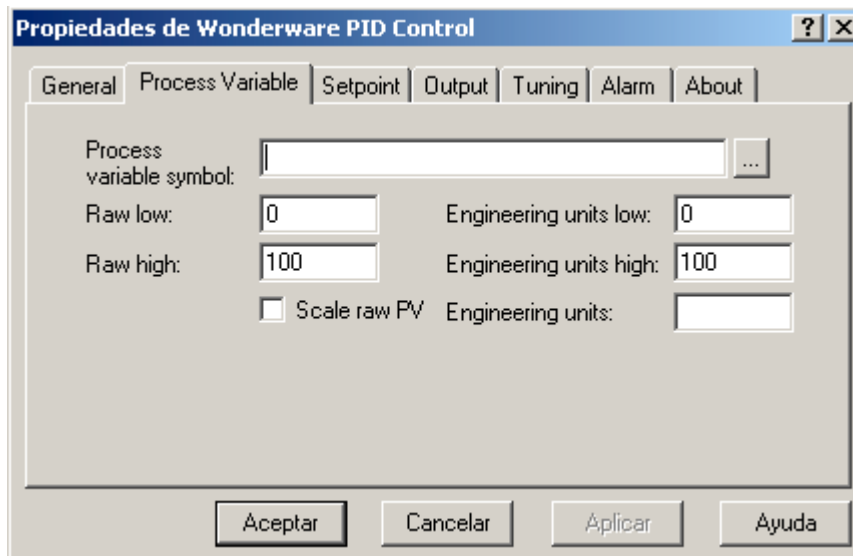 Propiedades de Wonderware PID Control
General Process Variable Setpoint Output Tuning Alarm About
Process
variable symbol: ...
Raw low: 0 Engineering units low: 0
Raw high: 100 Engineering units high: 100
Scale raw PV Engineering units:
Aceptar Cancelar Aplicar Ayuda